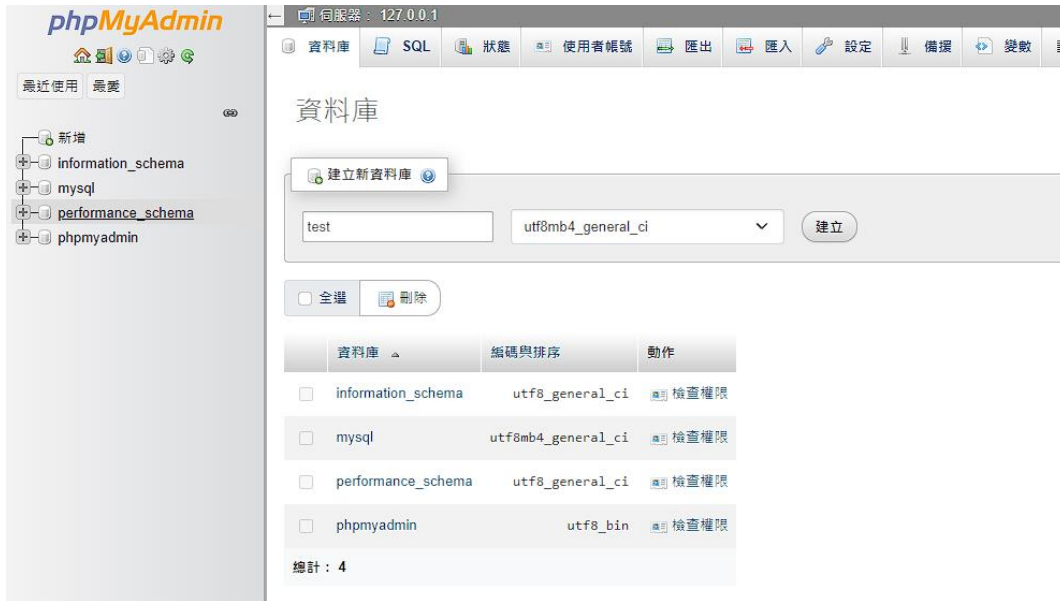 phpMyAdmin
最近使用 最愛
新增
information_schema
mysql
performance_schema
phpmyadmin
伺服器: 127.0.0.1
資料庫 SQL 狀態 使用者帳號 匯出 匯入 設定 備援 變數
資料庫
建立新資料庫
test utf8mb4_general_ci 建立
全選 刪除
資料庫 編碼與排序 動作
information_schema utf8_general_ci 檢查權限
mysql utf8mb4_general_ci 檢查權限
performance_schema utf8_general_ci 檢查權限
phpmyadmin utf8_bin 檢查權限
總計: 4